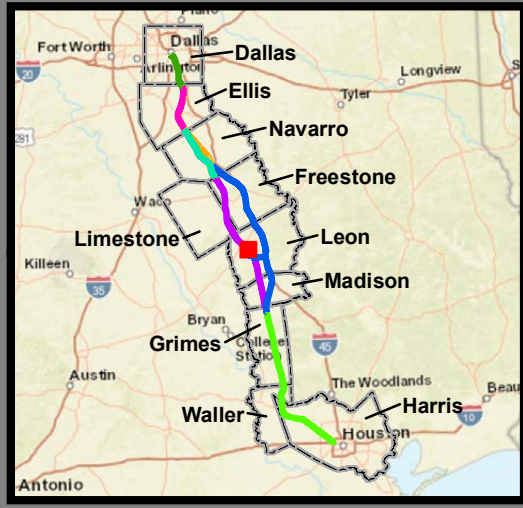 Plano
Fort Worth
Dallas
Dallas
Arlington
20
Longview
Ellis
Tyler
281
Navarro
Freestone
Waco
Limestone
Leon
Killeen
Madison
35
Bryan
Grimes
College
Station
45
Austin
The Woodlands
Waller
Harris
Beau
10
Houston
Antonio